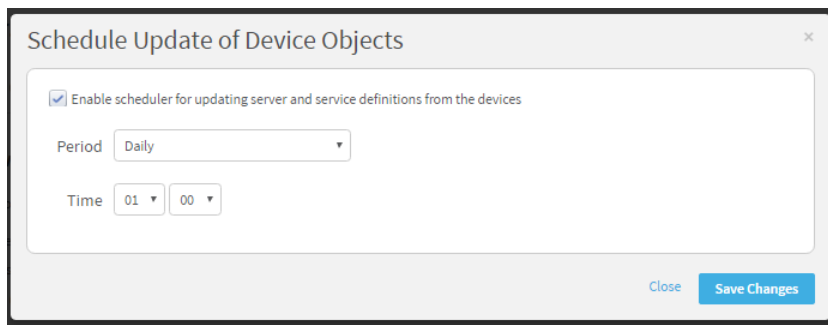 Schedule Update of Device Objects ×
Enable scheduler for updating server and service definitions from the devices
Period Daily
Time 01 00
Close Save Changes